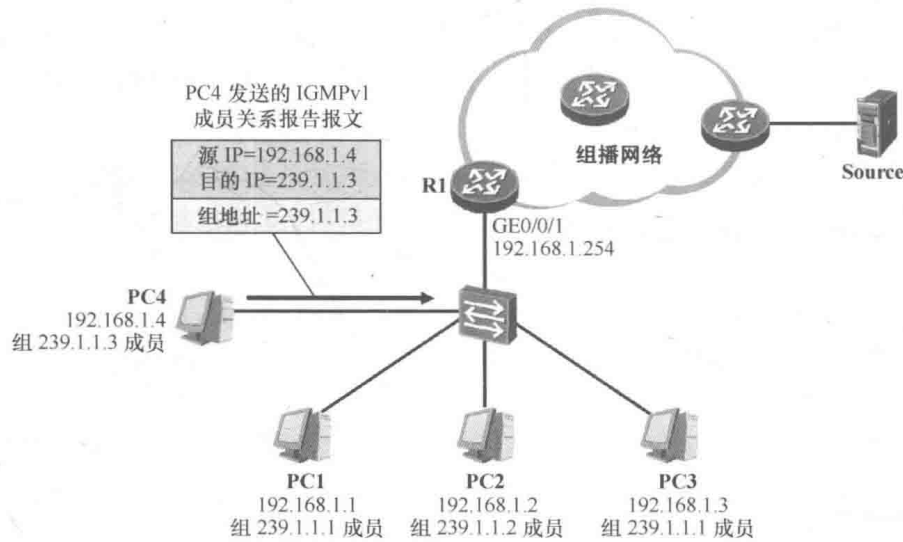 PC4 发送的 IGMPv1
成员关系报告报文
源 IP=192.168.1.4
目的 IP=239.1.1.3
组地址 =239.1.1.3
组播网络
Source
R1
GE0/0/1
192.168.1.254
PC4
192.168.1.4
组 239.1.1.3 成员
PC1
192.168.1.1
组 239.1.1.1 成员
PC2
192.168.1.2
组 239.1.1.2 成员
PC3
192.168.1.3
组 239.1.1.1 成员